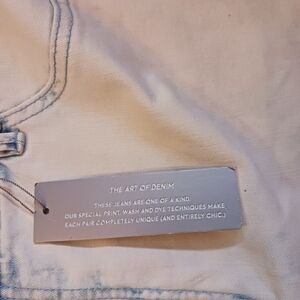 THE ART OF DENIM
THESE JEANS ARE ONE OF A KIND.
OUR SPECIAL PRINT, WASH AND DYE TECHNIQUES MAKE
EACH PAIR COMPLETELY UNIQUE (AND ENTIRELY CHIC.)